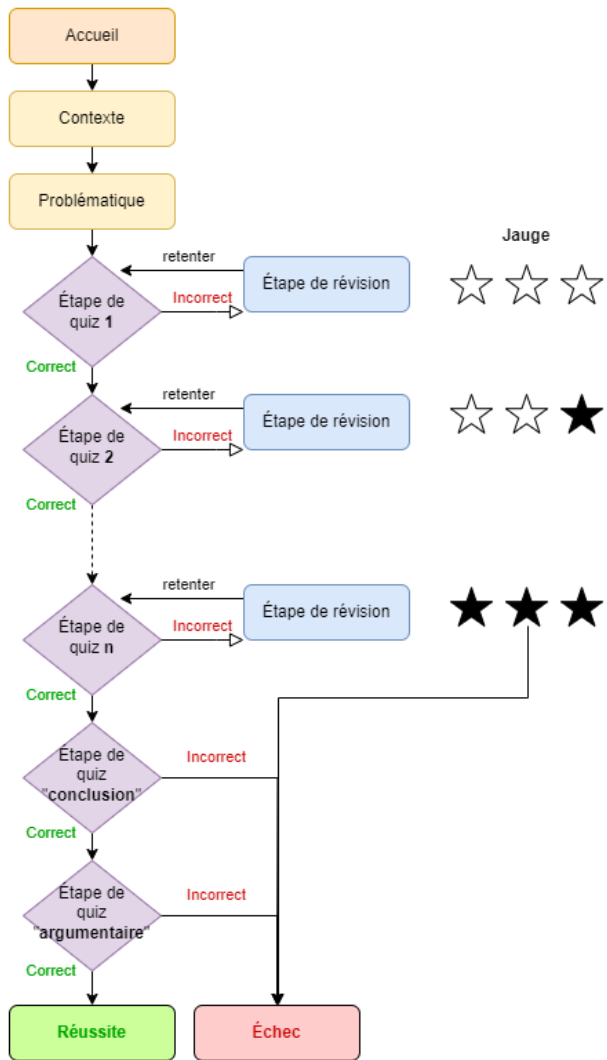 Accueil
Contexte
Problématique
Jauge
retenter
Étape de révision
Étape de
quiz 1
Incorrect
Correct
retenter
Étape de révision
Étape de
quiz 2
Incorrect
Correct
retenter
Étape de révision
Étape de
quiz n
Incorrect
Correct
Étape de
quiz
"conclusion"
Incorrect
Correct
Étape de
quiz
"argumentaire"
Incorrect
Correct
Réussite
Échec